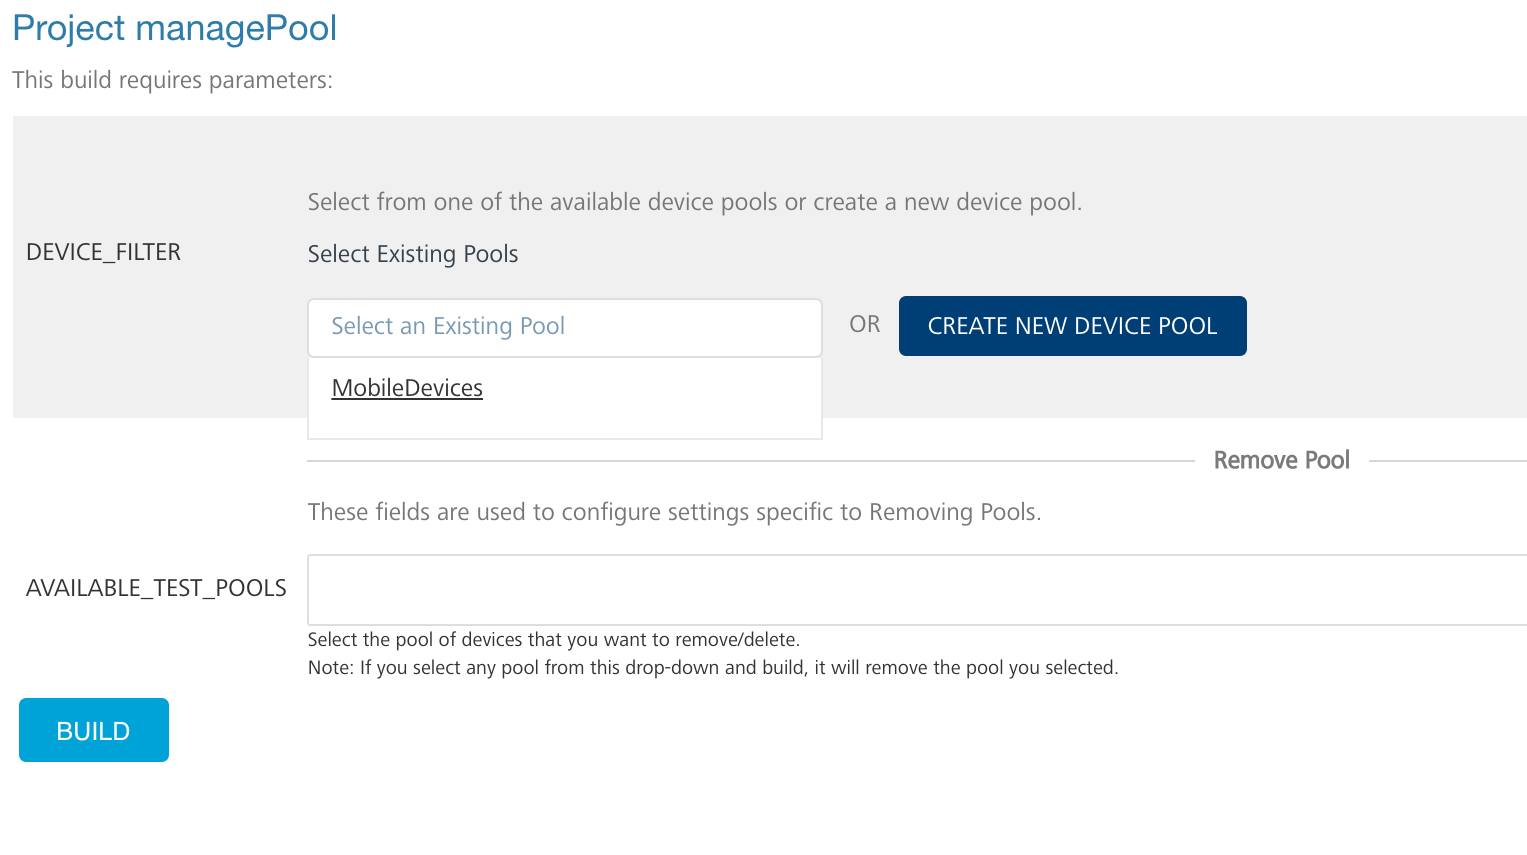 Project managePool
This build requires parameters:
Select from one of the available device pools or create a new device pool.
DEVICE_FILTER
Select Existing Pools
Select an Existing Pool
OR
CREATE NEW DEVICE POOL
MobileDevices
Remove Pool
These fields are used to configure settings specific to Removing Pools.
AVAILABLE_TEST_POOLS
Select the pool of devices that you want to remove/delete.
Note: If you select any pool from this drop-down and build, it will remove the pool you selected.
BUILD